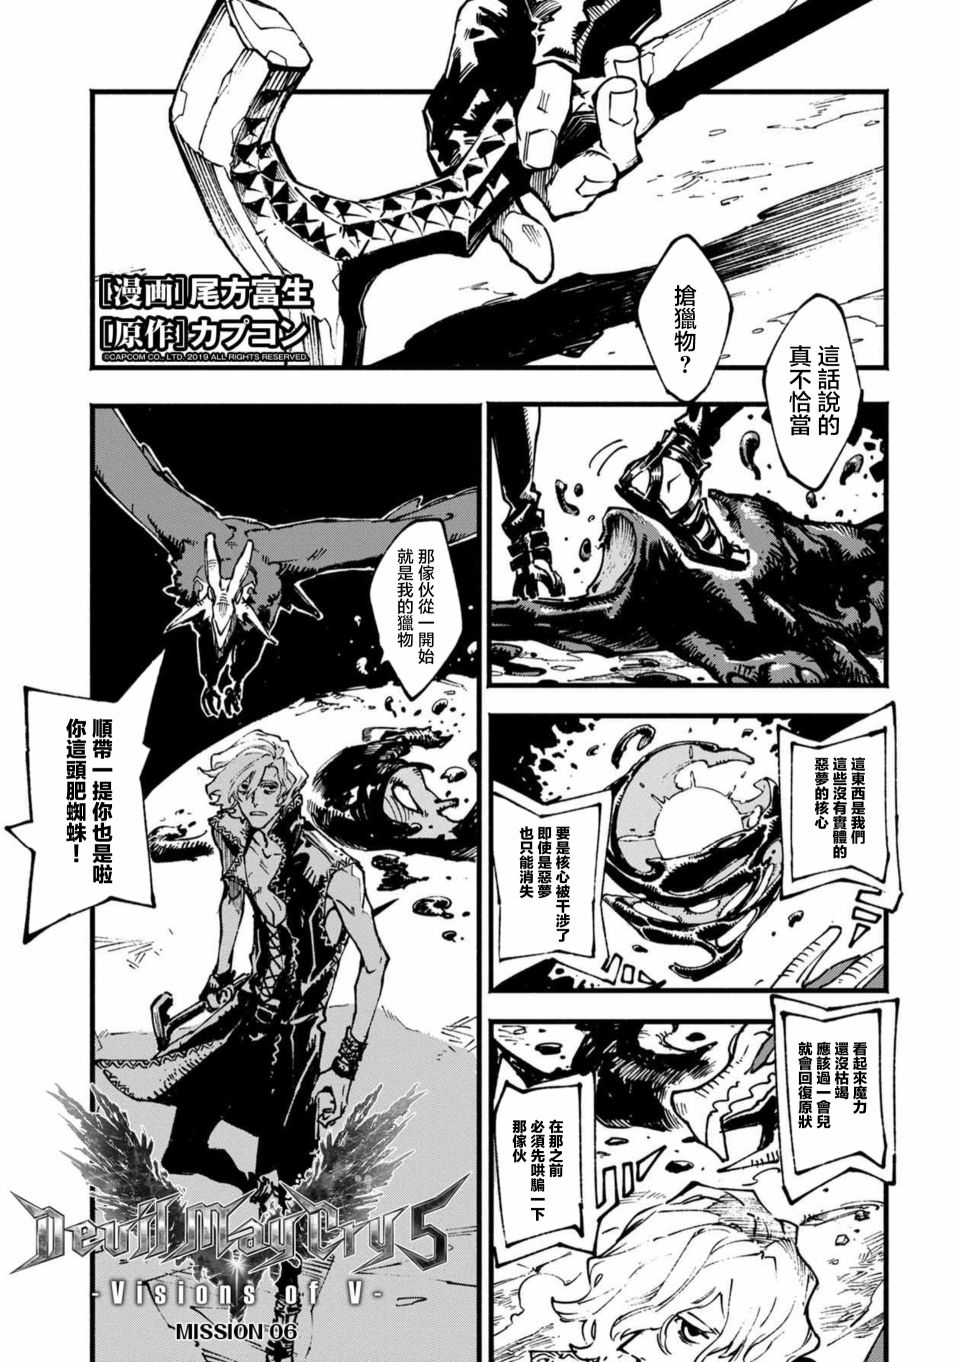 [漫画] 尾方富生
[原作] カプコン
©CAPCOM CO., LTD. 2019 ALL RIGHTS RESERVED.
搶獵物？
這話說的
真不恰當
那傢伙從一開始
就是我的獵物
順帶一提你也是啦
你這頭肥蜘蛛！
這東西是我們
這些沒有實體的
惡夢的核心
要是核心被干涉了
即使是惡夢
也只能消失
看起來魔力
還沒枯竭
應該過一會兒
就會回復原狀
在那之前
必須先哄騙一下
那傢伙
Devil May Cry 5
-Visions of V-
MISSION 06